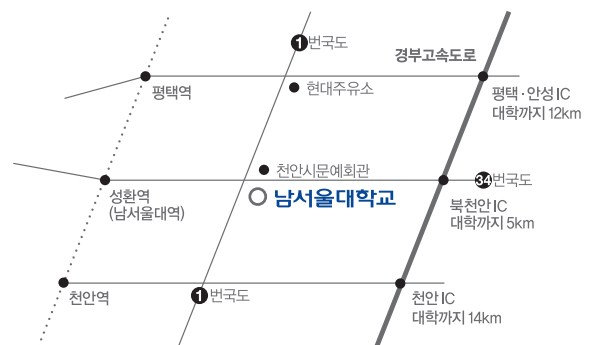 1번국도
경부고속도로
평택역
현대주유소
평택·안성 IC
대학까지 12km
천안시문예회관
34번국도
성환역
(남서울대역)
남서울대학교
북천안 IC
대학까지 5km
천안역
1번국도
천안 IC
대학까지 14km